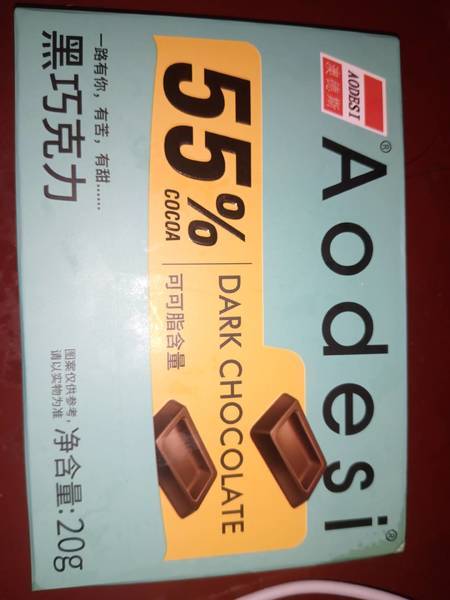 AODESI
澳德斯
®
Aodesi®
55%
COCOA
DARK CHOCOLATE
可可脂含量
一路有你，有苦，有甜......
黑巧克力
图案仅供参考，
请以实物为准
净含量:20g